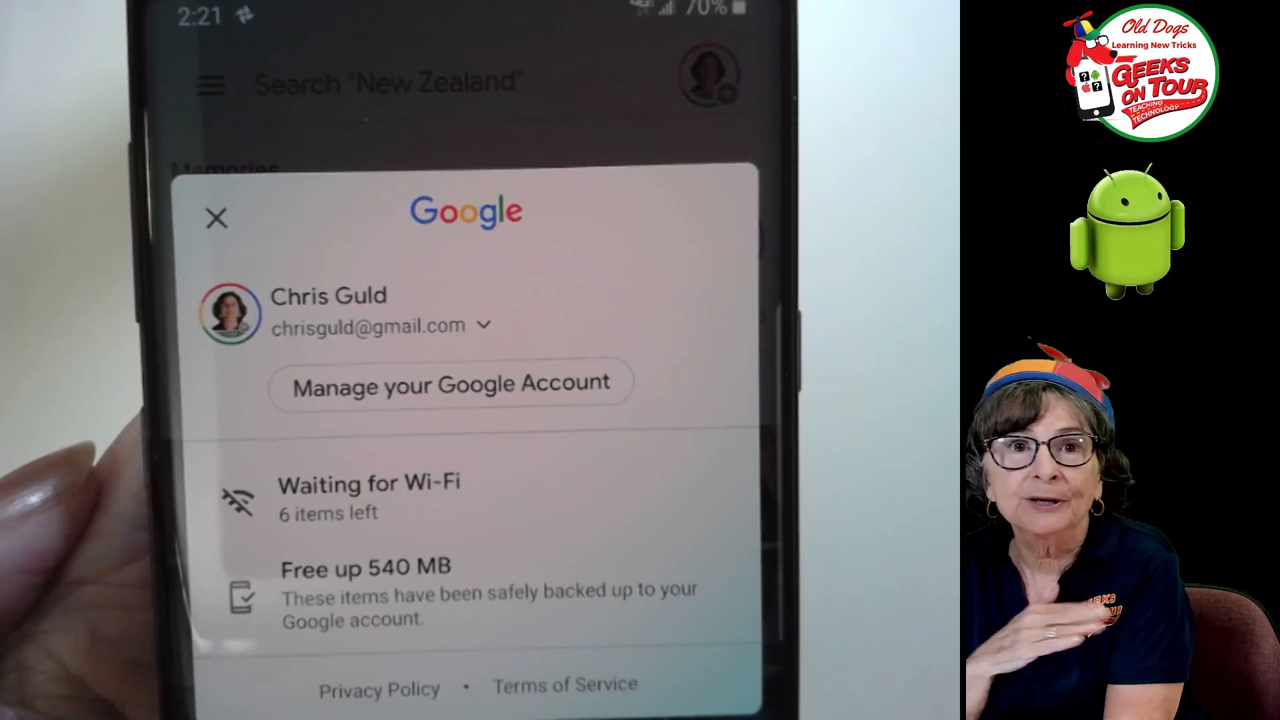 2:21
70%
Search "New Zealand"
Memories
Google
Chris Guld
chrisguld@gmail.com
Manage your Google Account
Waiting for Wi-Fi
6 items left
Free up 540 MB
These items have been safely backed up to your
Google account.
Privacy Policy • Terms of Service
Old Dogs
Learning New Tricks
GEEKS
ON TOUR
TEACHING
TECHNOLOGY